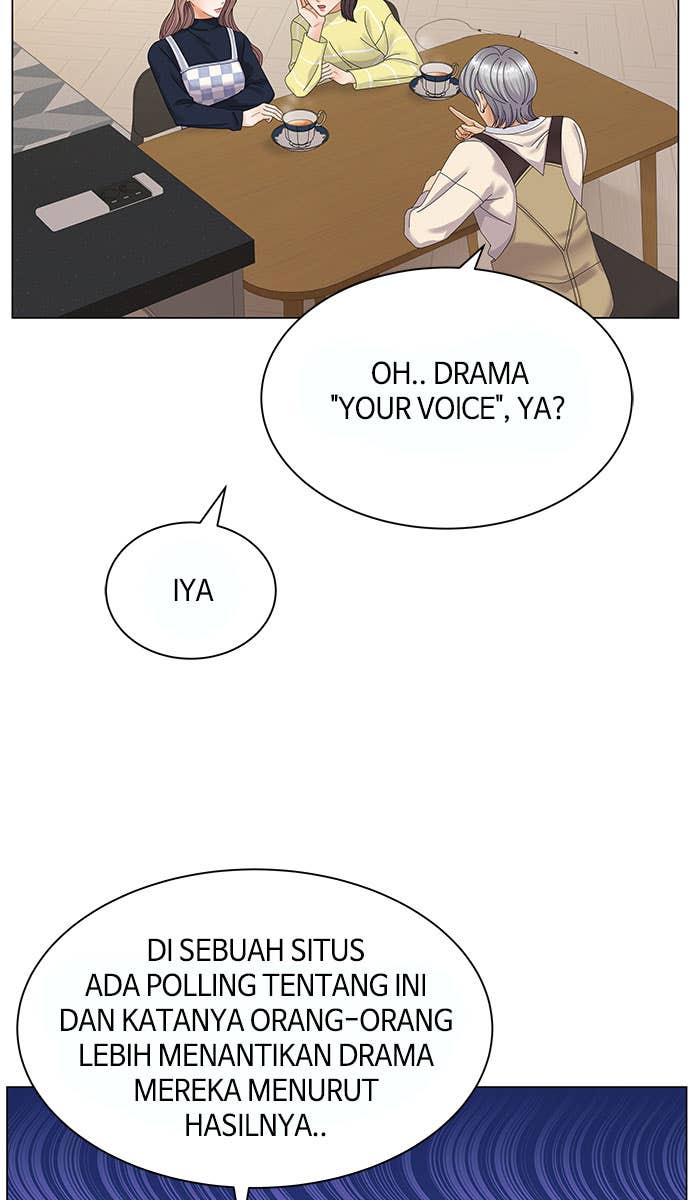 OH.. DRAMA
"YOUR VOICE", YA?
IYA
DI SEBUAH SITUS
ADA POLLING TENTANG INI
DAN KATANYA ORANG-ORANG
LEBIH MENANTIKAN DRAMA
MEREKA MENURUT
HASILNYA..